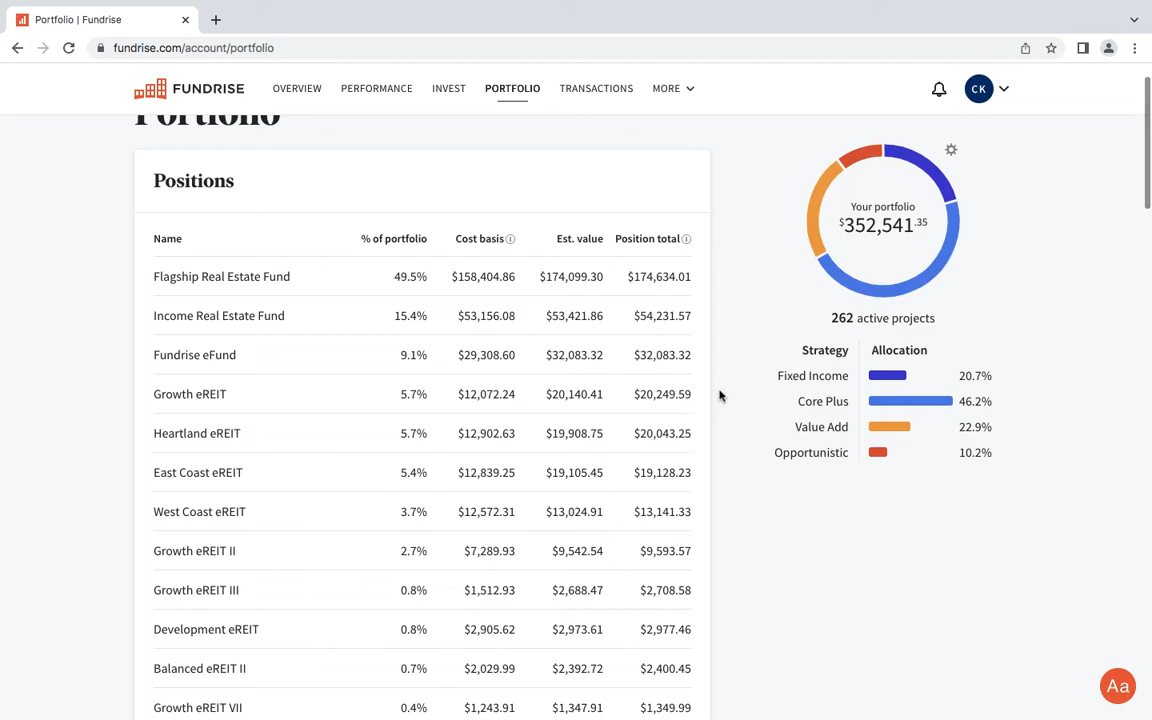 Portfolio | Fundrise
fundrise.com/account/portfolio
FUNDRISE OVERVIEW PERFORMANCE INVEST PORTFOLIO TRANSACTIONS MORE CK
Portfolio
Positions
Name % of portfolio Cost basis Est. value Position total
Flagship Real Estate Fund 49.5% $158,404.86 $174,099.30 $174,634.01
Income Real Estate Fund 15.4% $53,156.08 $53,421.86 $54,231.57
Fundrise eFund 9.1% $29,308.60 $32,083.32 $32,083.32
Growth eREIT 5.7% $12,072.24 $20,140.41 $20,249.59
Heartland eREIT 5.7% $12,902.63 $19,908.75 $20,043.25
East Coast eREIT 5.4% $12,839.25 $19,105.45 $19,128.23
West Coast eREIT 3.7% $12,572.31 $13,024.91 $13,141.33
Growth eREIT II 2.7% $7,289.93 $9,542.54 $9,593.57
Growth eREIT III 0.8% $1,512.93 $2,688.47 $2,708.58
Development eREIT 0.8% $2,905.62 $2,973.61 $2,977.46
Balanced eREIT II 0.7% $2,029.99 $2,392.72 $2,400.45
Growth eREIT VII 0.4% $1,243.91 $1,347.91 $1,349.99
Your portfolio
$352,541.35
262 active projects
Strategy Allocation
Fixed Income 20.7%
Core Plus 46.2%
Value Add 22.9%
Opportunistic 10.2%
Aa